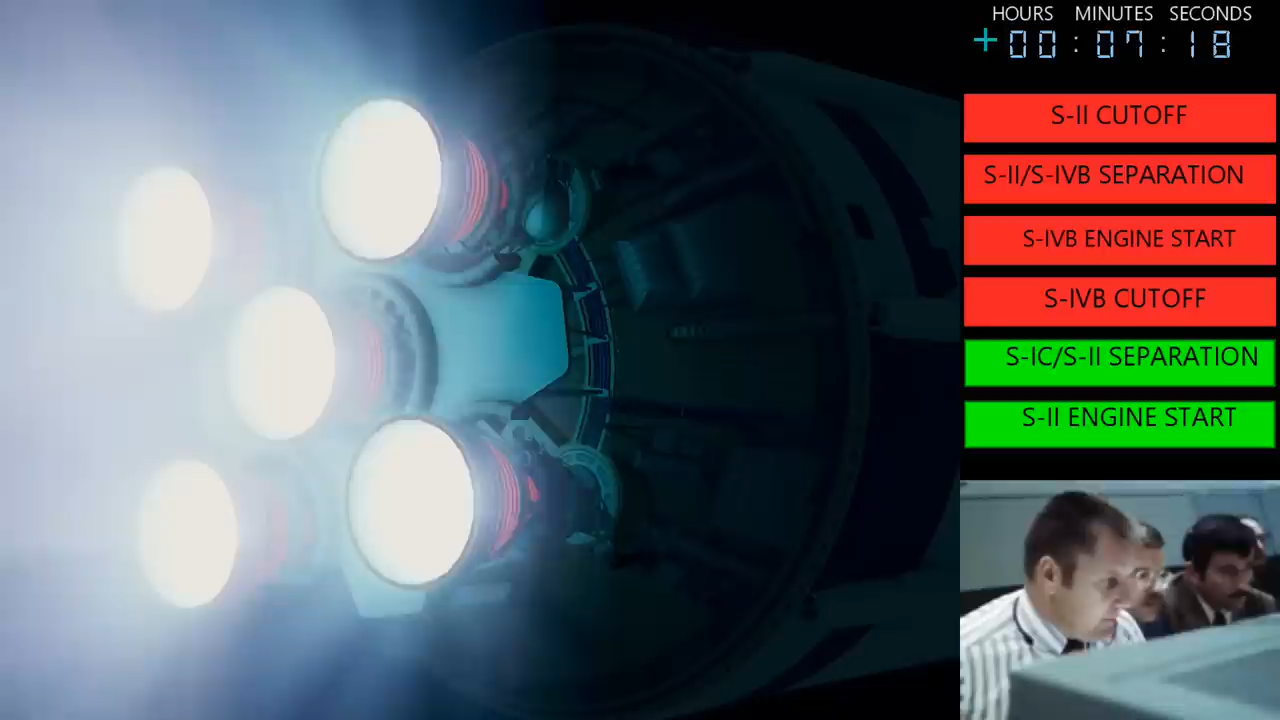 HOURS MINUTES SECONDS
+ 00 : 07 : 18
S-II CUTOFF
S-II/S-IVB SEPARATION
S-IVB ENGINE START
S-IVB CUTOFF
S-IC/S-II SEPARATION
S-II ENGINE START